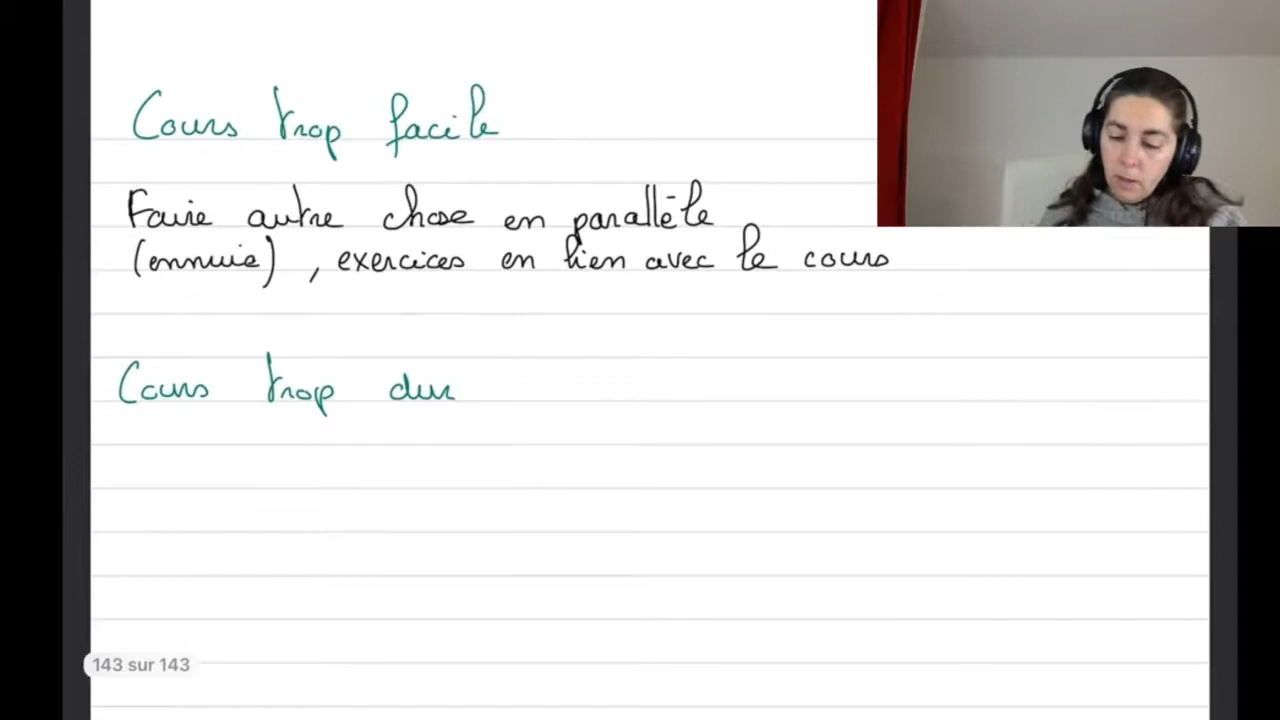 Cours trop facile
Faire autre chose en parallèle
(ennuie), exercices en lien avec le cours
Cours trop dur
143 sur 143